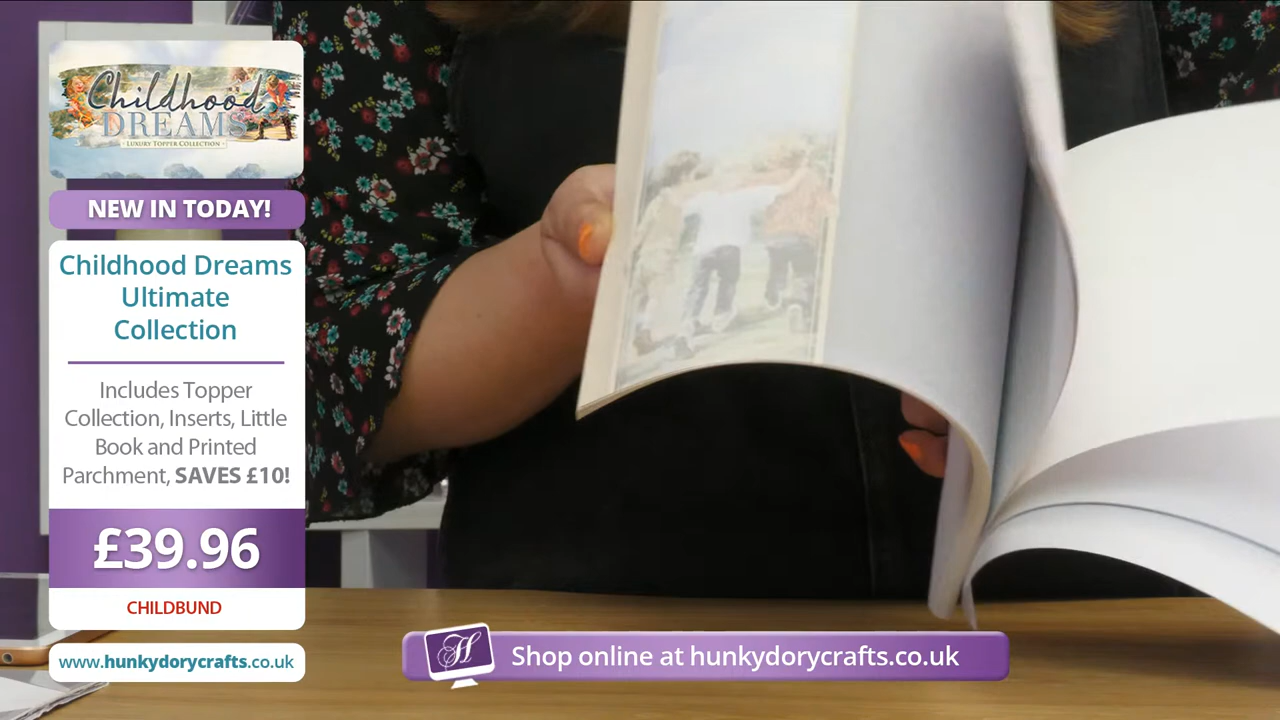 Childhood
DREAMS
LUXURY TOPPER COLLECTION
NEW IN TODAY!
Childhood Dreams
Ultimate
Collection
Includes Topper
Collection, Inserts, Little
Book and Printed
Parchment, SAVES £10!
£39.96
CHILDBUND
www.hunkydorycrafts.co.uk
H
Shop online at hunkydorycrafts.co.uk